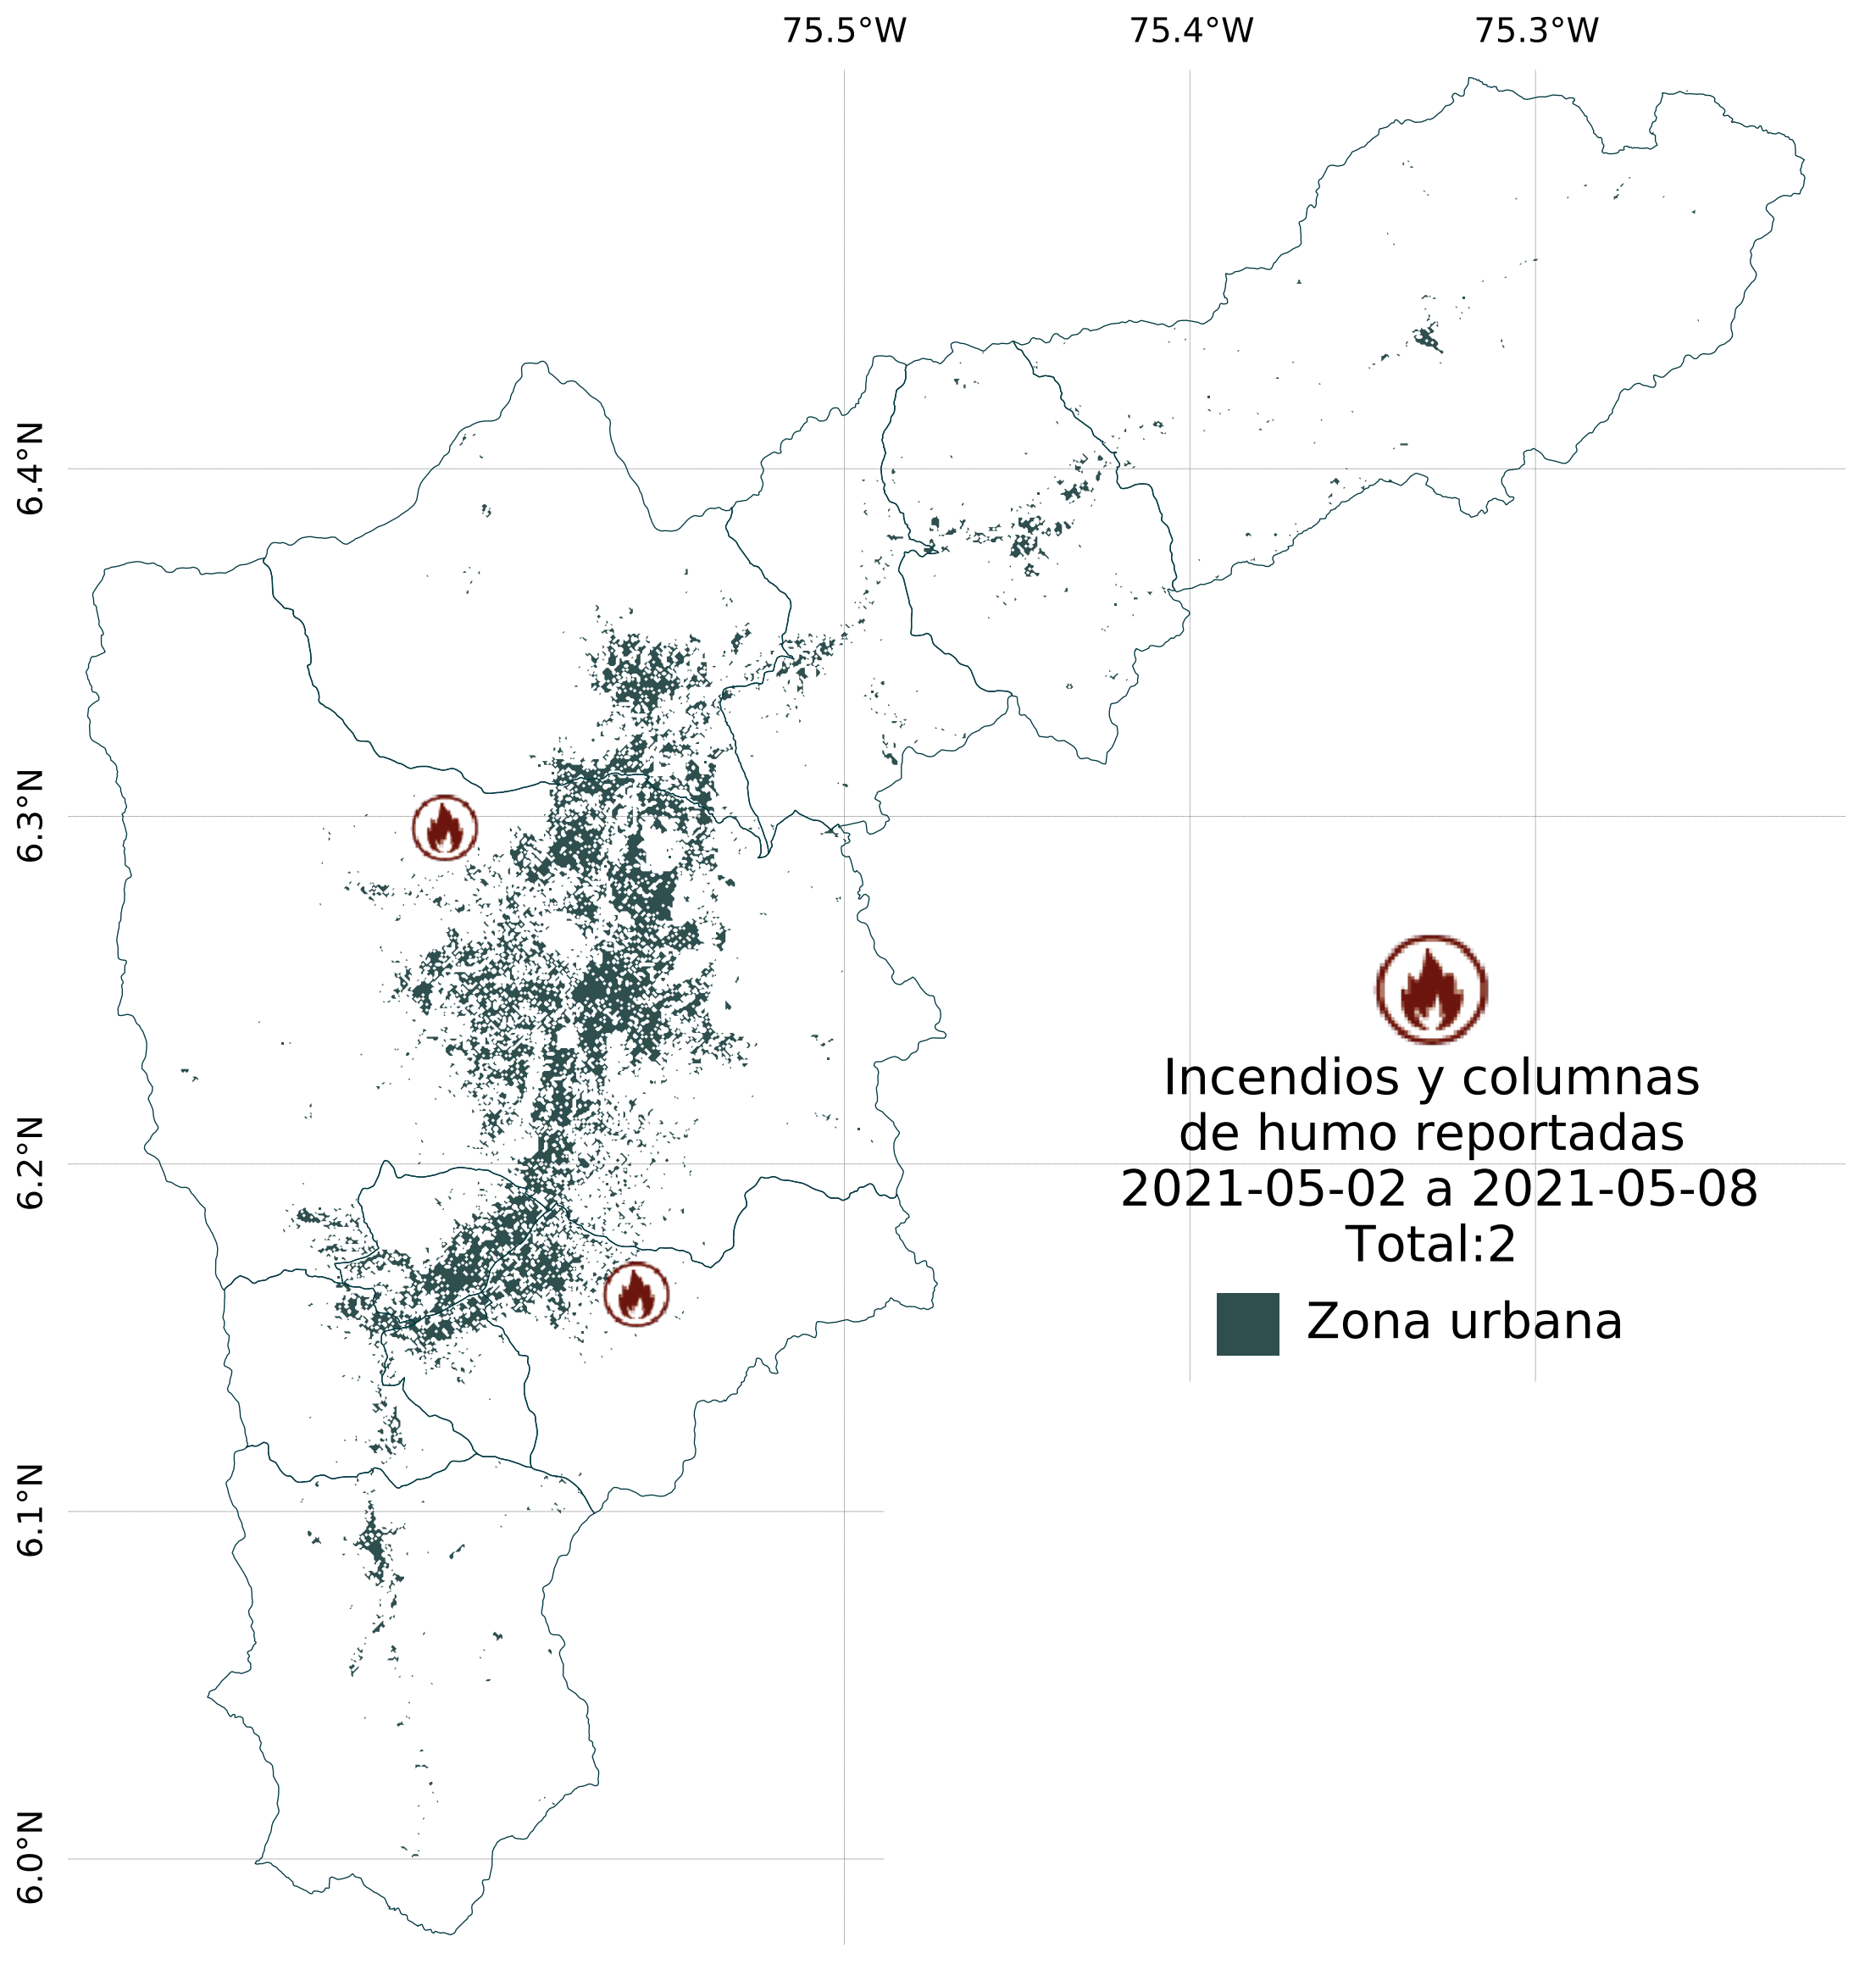 75.5°W
75.4°W
75.3°W
6.4°N
6.3°N
6.2°N
6.1°N
6.0°N
Incendios y columnas
de humo reportadas
2021-05-02 a 2021-05-08
Total:2
Zona urbana